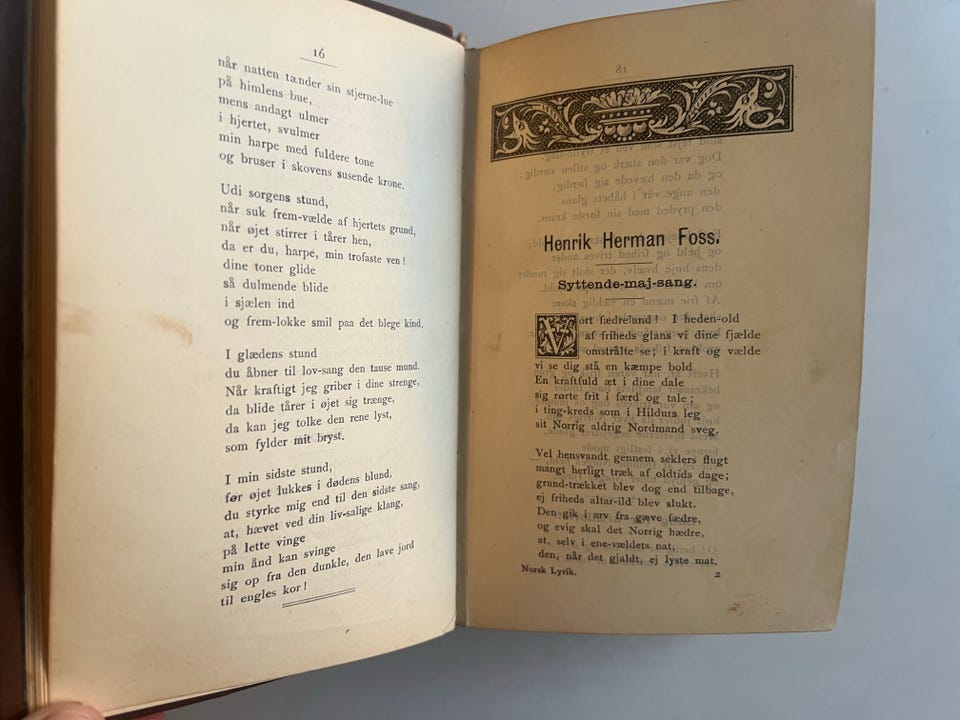 16
når natten tænder sin stjerne-lue
på himlens bue,
mens andagt ulmer
i hjertet, svulmer
min harpe med fuldere tone
og bruser i skovens susende krone.
Udi sorgens stund,
når suk frem-vælde af hjertets grund,
når øjet stirrer i tårer hen,
da er du, harpe, min trofaste ven!
dine toner glide
så dulmende blide
i sjælen ind
og frem-lokke smil paa det blege kind.
I glædens stund
du åbner til lov-sang den tause mund.
Når kraftigt jeg griber i dine strenge,
da blide tårer i øjet sig trænge,
da kan jeg tolke den rene lyst,
som fylder mit bryst.
I min sidste stund,
før øjet lukkes i dødens blund,
du styrke mig end til den sidste sang,
at, hævet ved din liv-salige klang,
på lette vinge
min ånd kan svinge
sig op fra den dunkle, den lave jord
til engles kor!
Henrik Herman Foss.
Syttende-maj-sang.
Vort fædreland! I heden-old
af friheds glans vi dine fjælde
omstrålte se; i kraft og vælde
vi se dig stå en kæmpe bold
En kraftfuld æt i dine dale
sig rørte frit i færd og tale;
i ting-kreds som i Hildurs leg
sit Norrig aldrig Nordmand sveg.
Vel hensvandt gennem seklers flugt
mangt herligt træk af oldtids dage;
grund-trækket blev dog end tilbage,
ej friheds altar-ild blev slukt.
Den gik i arv fra gæve fædre,
og evig skal det Norrig hædre,
at, selv i ene-vældets nat,
den, når det gjaldt, ej lyste mat.
Norsk Lyrik.
2